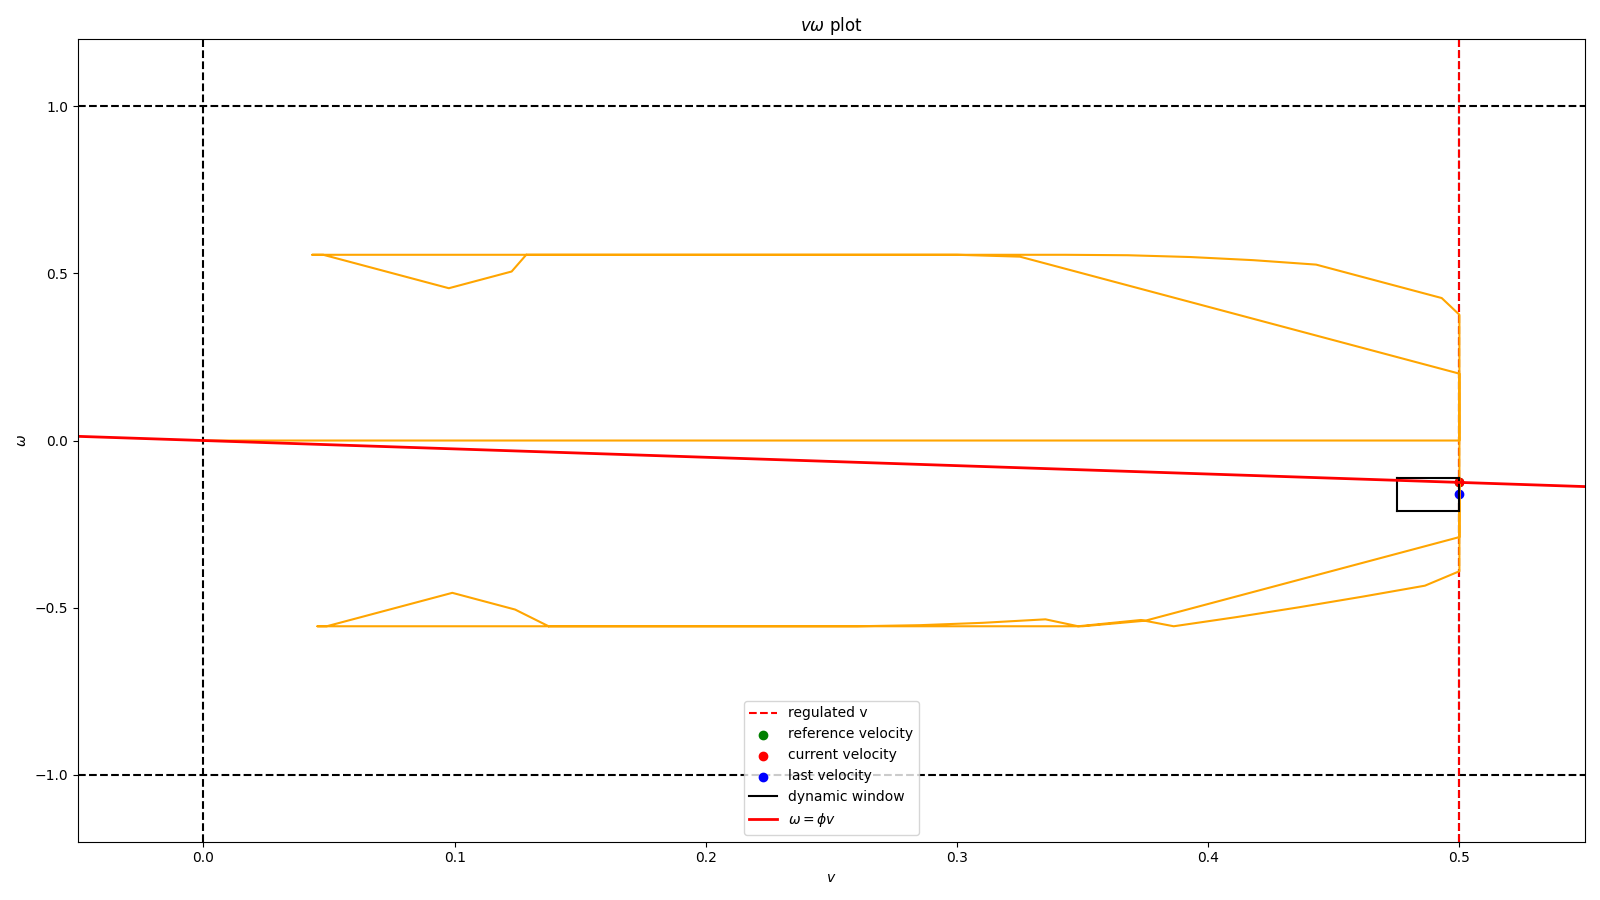 vω plot
1.0
0.5
0.0
−0.5
−1.0
ω
regulated v
reference velocity
current velocity
last velocity
dynamic window
ω = ϕv
0.0 0.1 0.2 0.3 0.4 0.5
v